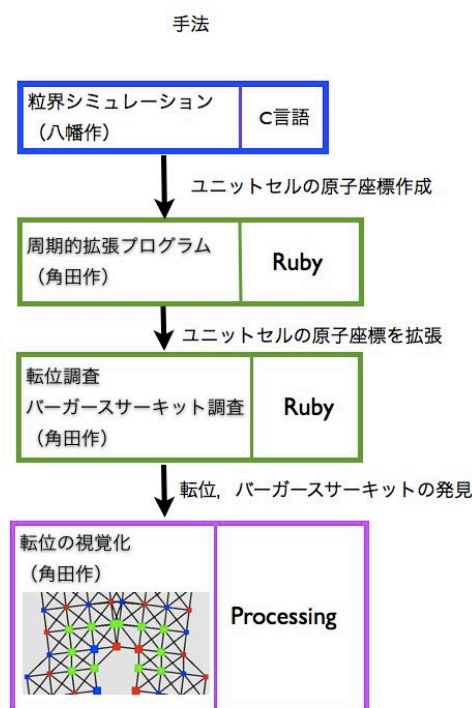 手法
粒界シミュレーション
（八幡作）
C言語
ユニットセルの原子座標作成
周期的拡張プログラム
（角田作）
Ruby
ユニットセルの原子座標を拡張
転位調査
バーガースサーキット調査
（角田作）
Ruby
転位，バーガースサーキットの発見
転位の視覚化
（角田作）
Processing